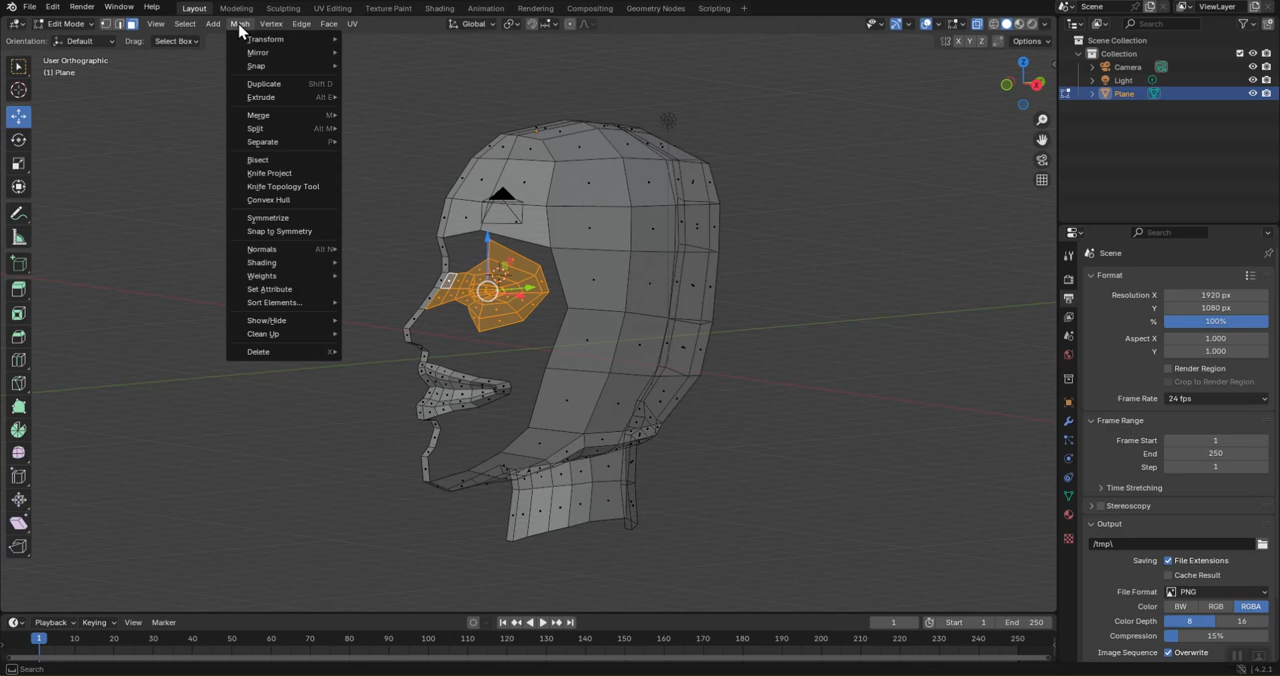 File Edit Render Window Help Layout Modeling Sculpting UV Editing Texture Paint Shading Animation Rendering Compositing Geometry Nodes Scripting Scene ViewLayer
Edit Mode View Select Add Mesh Vertex Edge Face UV Global Search
Orientation: Default Drag: Select Box X Y Z Options
User Orthographic
(1) Plane
Transform
Mirror
Snap
Duplicate Shift D
Extrude Alt E
Merge M
Split Alt M
Separate P
Bisect
Knife Project
Knife Topology Tool
Convex Hull
Symmetrize
Snap to Symmetry
Normals Alt N
Shading
Weights
Set Attribute
Sort Elements...
Show/Hide
Clean Up
Delete X
Z
X
Scene Collection
Collection
Camera
Light
Plane
Search
Scene
Format
Resolution X 1920 px
Y 1080 px
% 100%
Aspect X 1.000
Y 1.000
Render Region
Crop to Render Region
Frame Rate 24 fps
Frame Range
Frame Start 1
End 250
Step 1
Time Stretching
Stereoscopy
Output
/tmp\
Saving File Extensions
Cache Result
File Format PNG
Color BW RGB RGBA
Color Depth 8 16
Compression 15%
Image Sequence Overwrite
Playback Keying View Marker 1 Start 1 End 250
1 10 20 30 40 50 60 70 80 90 100 110 120 130 140 150 160 170 180 190 200 210 220 230 240 250
Search 4.2.1